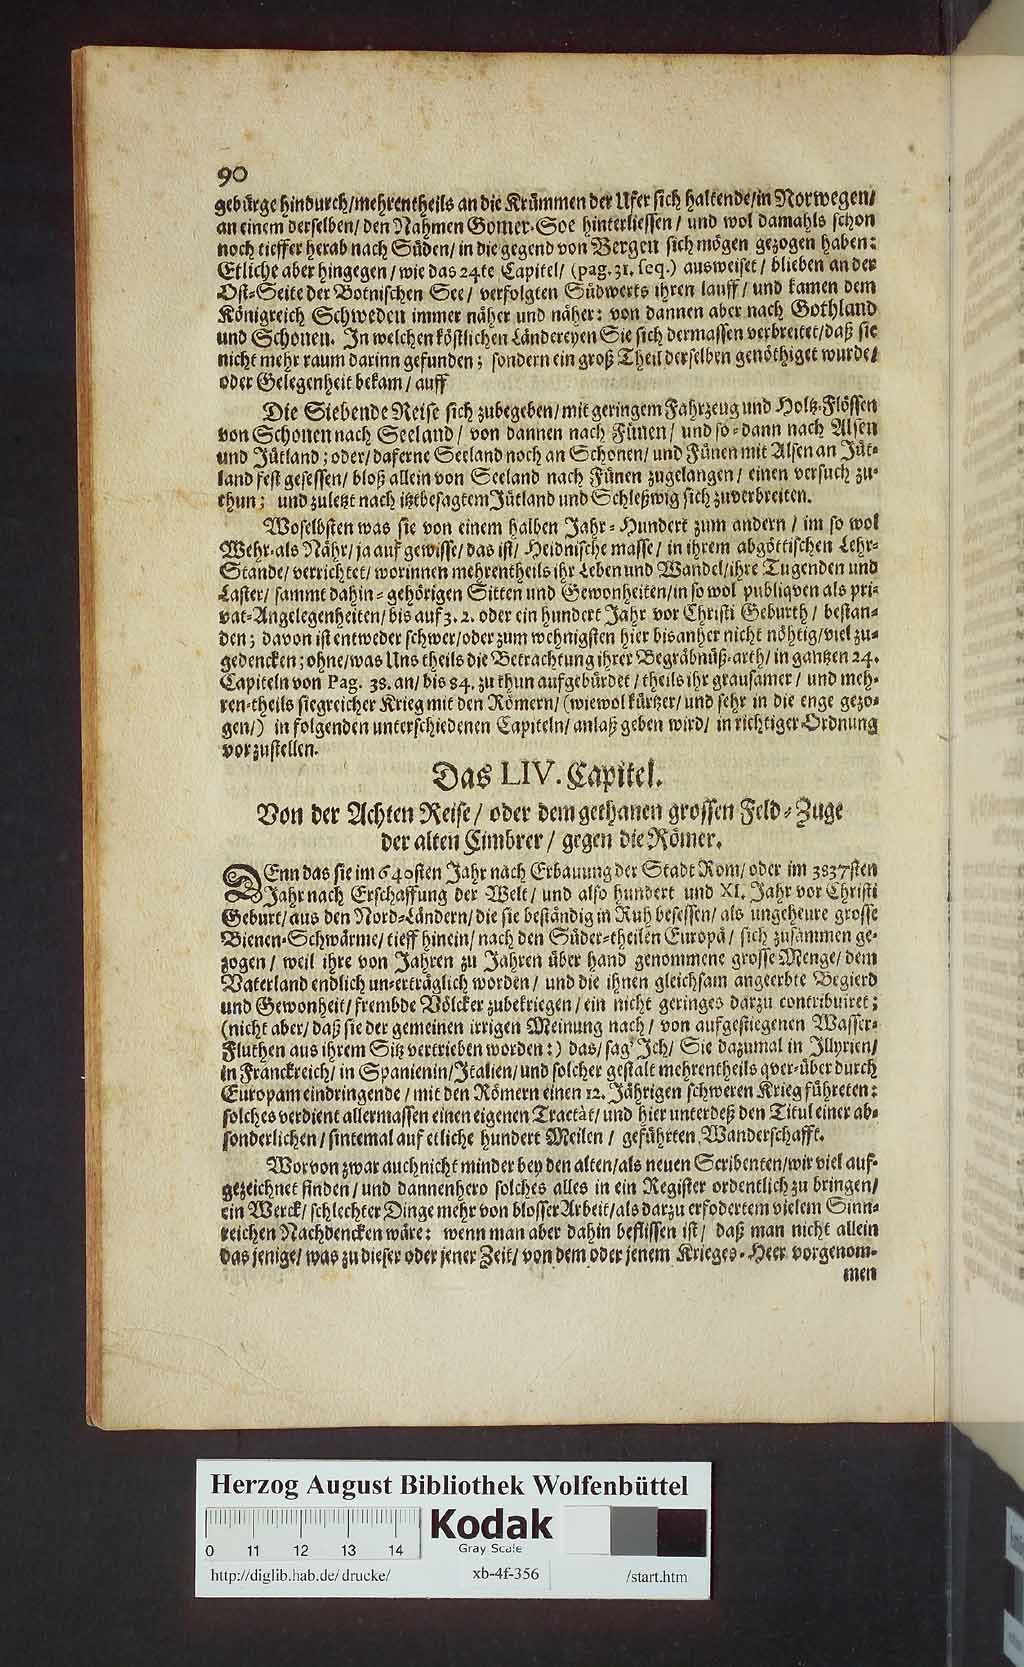 90
gebürge hindurch/mehrentheils an die Krümmen der Ufer sich haltende/in Norwegen/
an einem derselben/ den Nahmen Gomer-Soe hinterliessen/ und wol damahls schon
noch tieffer herab nach Süden/ in die gegend von Bergen sich mögen gezogen haben:
Etliche aber hingegen/ wie das 24te Capitel/ (pag. 31. seq.) ausweiset/ blieben an der
Ost-Seite der Botnischen See/ verfolgten Südwerts ihren lauff/ und kamen dem
Königreich Schweden immer näher und näher: von dannen aber nach Gothland
und Schonen. In welchen köstlichen Ländereyen Sie sich dermassen verbreitet/daß sie
nicht mehr raum darinn gefunden; sondern ein groß Theil derselben genöthiget wurde/
oder Gelegenheit bekam/ auff
Die Siebende Reise sich zubegeben/ mit geringem Fahrzeug und Holtz-Flössen
von Schonen nach Seeland/ von dannen nach Fünen/ und so-dann nach Alsen
und Jütland; oder/ daferne Seeland noch an Schonen/ und Fünen mit Alsen an Jüt-
land fest gesessen/ bloß allein von Seeland nach Fünen zugelangen/ einen versuch zu-
thun; und zuletzt nach itztbesagtem Jütland und Schleßwig sich zuverbreiten.
Woselbsten was sie von einem halben Jahr-Hundert zum andern/ im so wol
Wehr-als Nähr/ ja auf gewisse/ das ist/ Heidnische masse/ in ihrem abgöttischen Lehr-
Stande/ verrichtet/ worinnen mehrentheils ihr Leben und Wandel/ihre Tugenden und
Laster/ sammt dahin-gehörigen Sitten und Gewonheiten/ in so wol publiqven als pri-
vat-Angelegenheiten/ bis auf 3. 2. oder ein hundert Jahr vor Christi Geburth/ bestan-
den; davon ist entweder schwer/oder zum wehnigsten hier bisanher nicht nöhtig/viel zu-
gedencken; ohne/was Uns theils die Betrachtung ihrer Begräbnüß-arth/ in gantzen 24.
Capiteln von Pag. 38. an/ bis 84. zu thun aufgebürdet/ theils ihr grausamer/ und meh-
ren-theils siegreicher Krieg mit den Römern/ (wiewol kürtzer/ und sehr in die enge gezo-
gen/) in folgenden unterschiedenen Capiteln/ anlaß geben wird/ in richtiger Ordnung
vorzustellen.
Das LIV. Capitel.
Von der Achten Reise/ oder dem gethanen grossen Feld-Zuge
der alten Cimbrer/ gegen die Römer.
DEnn das sie im 640sten Jahr nach Erbauung der Stadt Rom/ oder im 3837sten
Jahr nach Erschaffung der Welt/ und also hundert und XI. Jahr vor Christi
Geburt/ aus den Nord-Ländern/ die sie beständig in Ruh besessen/ als ungeheure grosse
Bienen-Schwärme/ tieff hinein/ nach den Süder-theilen Europä/ sich zusammen ge-
zogen/ weil ihre von Jahren zu Jahren über hand genommene grosse Menge/ dem
Vaterland endlich un-erträglich worden/ und die ihnen gleichsam angeerbte Begierd
und Gewonheit/ frembde Völcker zubekriegen/ ein nicht geringes darzu contribuiret;
(nicht aber/ daß sie der gemeinen irrigen Meinung nach/ von aufgestiegenen Wasser-
Fluthen aus ihrem Sitz vertrieben worden:) das/ sag' Ich/ Sie dazumal in Illyrien/
in Franckreich/ in Spanienin/Italien/ und solcher gestalt mehrentheils qver-über durch
Europam eindringende/ mit den Römern einen 12. Jährigen schweren Krieg führeten:
solches verdient allermassen einen eigenen Tractät/ und hier unterdeß den Titul einer ab-
sonderlichen/ sintemal auf etliche hundert Meilen/ geführten Wanderschafft.
Worvon zwar auch nicht minder bey den alten/als neuen Scribenten/wir viel auf-
gezeichnet finden/ und dannenhero solches alles in ein Register ordentlich zu bringen/
ein Werck/ schlechter Dinge mehr von blosser Arbeit/als darzu erfodertem vielem Sinn-
reichen Nachdencken wäre: wenn man aber dahin beflissen ist/ daß man nicht allein
das jenige/ was zu dieser oder jener Zeit/ von dem oder jenem Krieges-Heer vorgenom-
men
Herzog August Bibliothek Wolfenbüttel
Kodak
Gray Scale
0 11 12 13 14
http://diglib.hab.de/drucke/ xb-4f-356 /start.htm